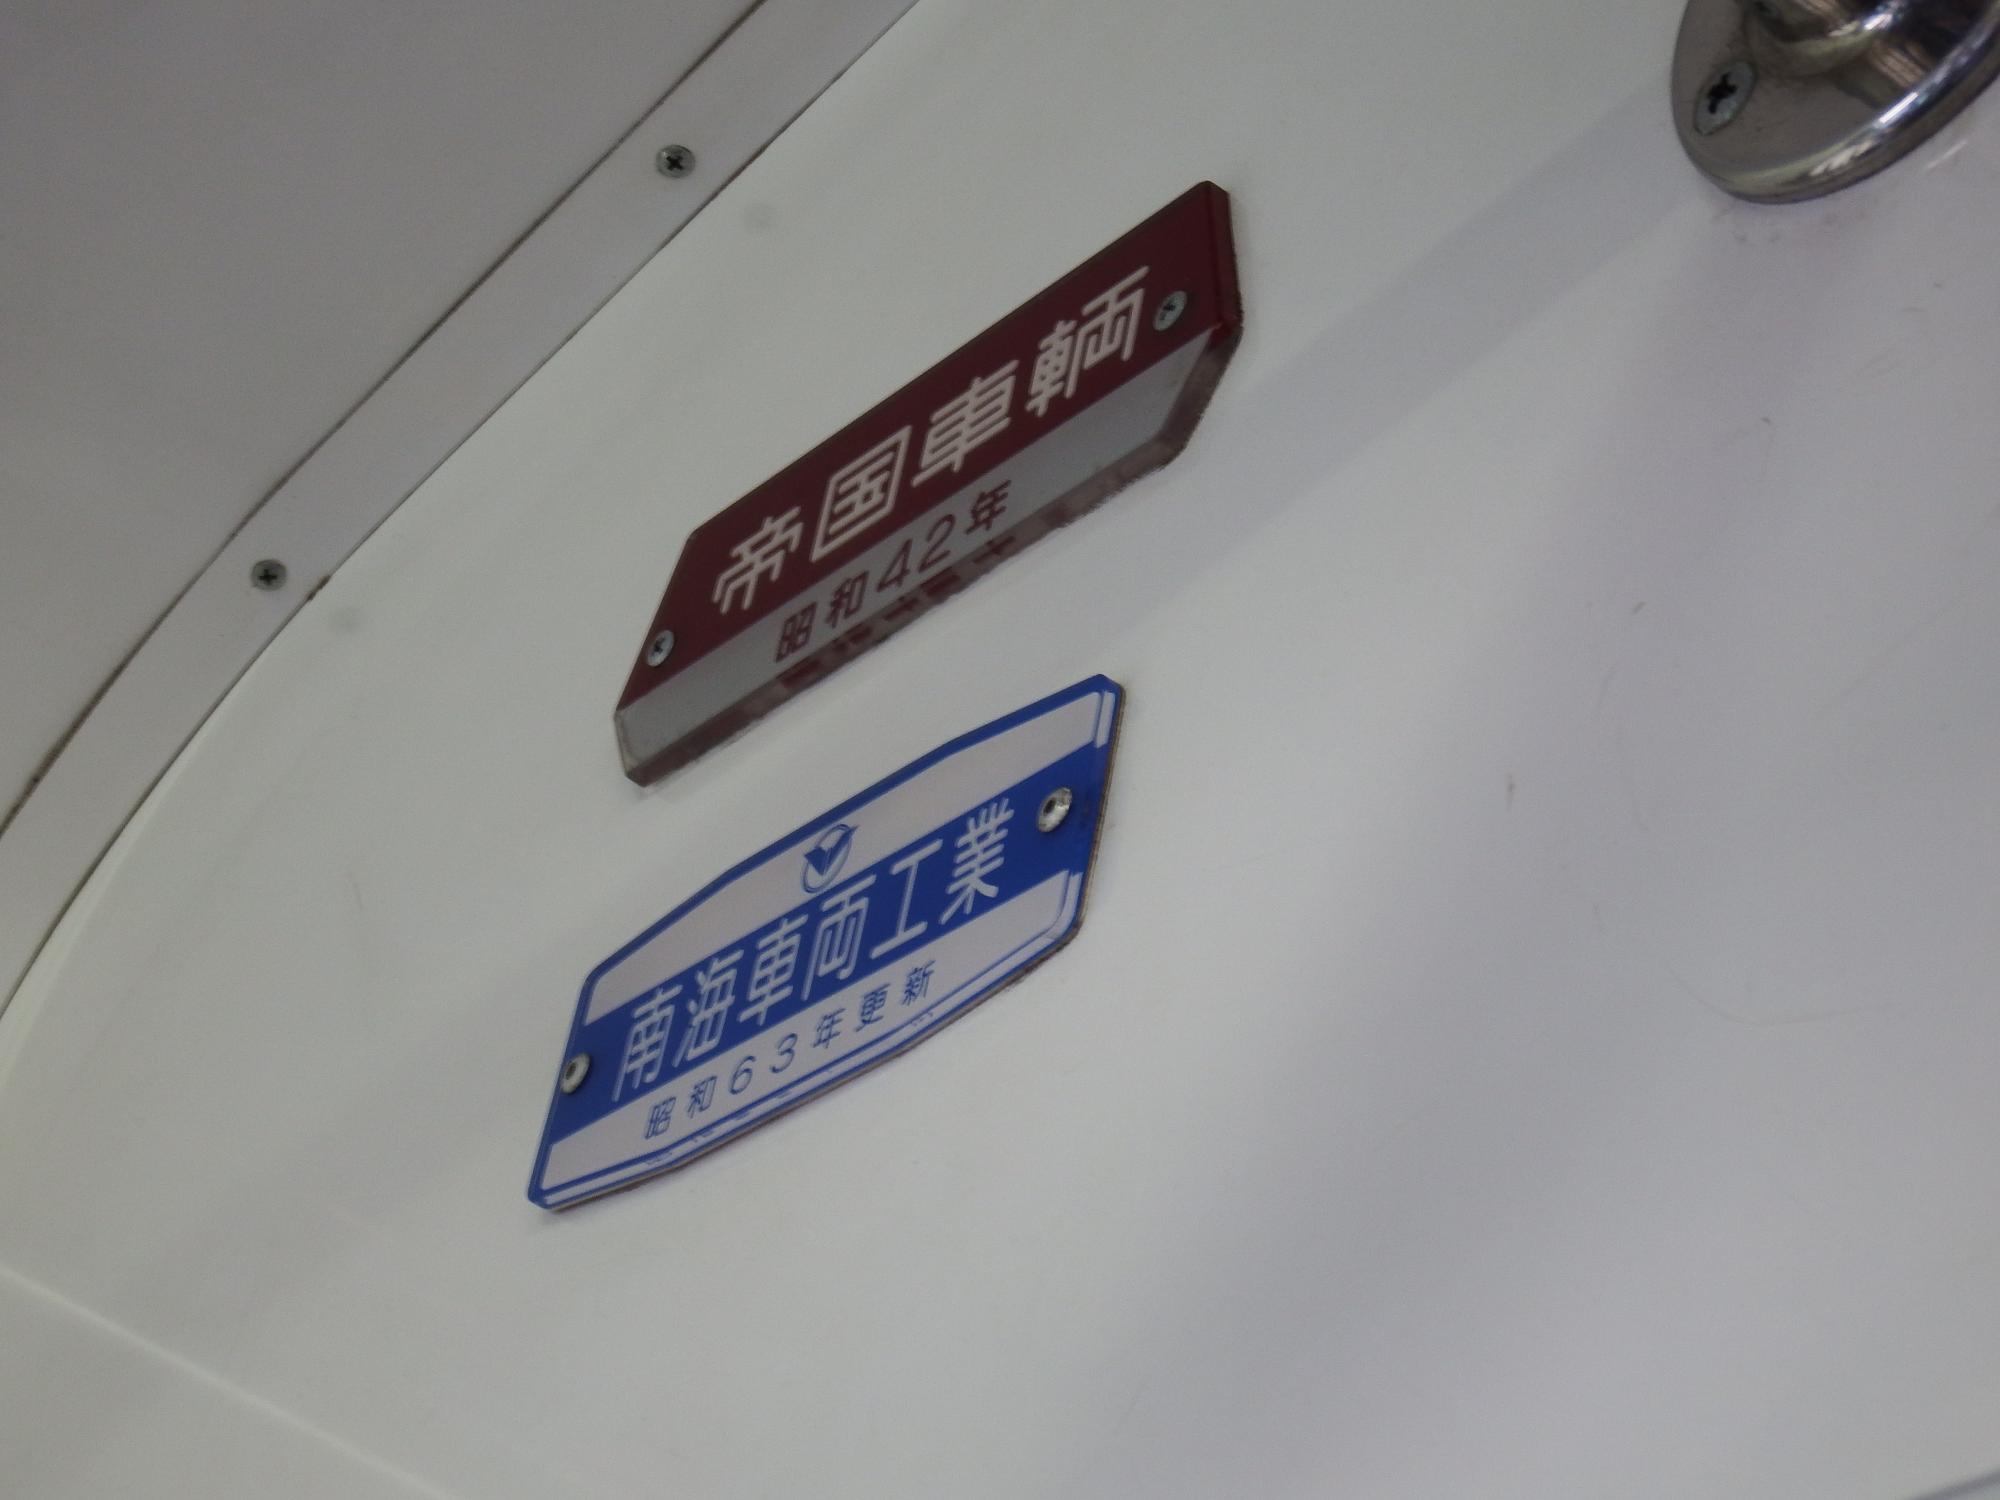 帝国車輌
昭和42年
南海車両工業
昭和63年更新